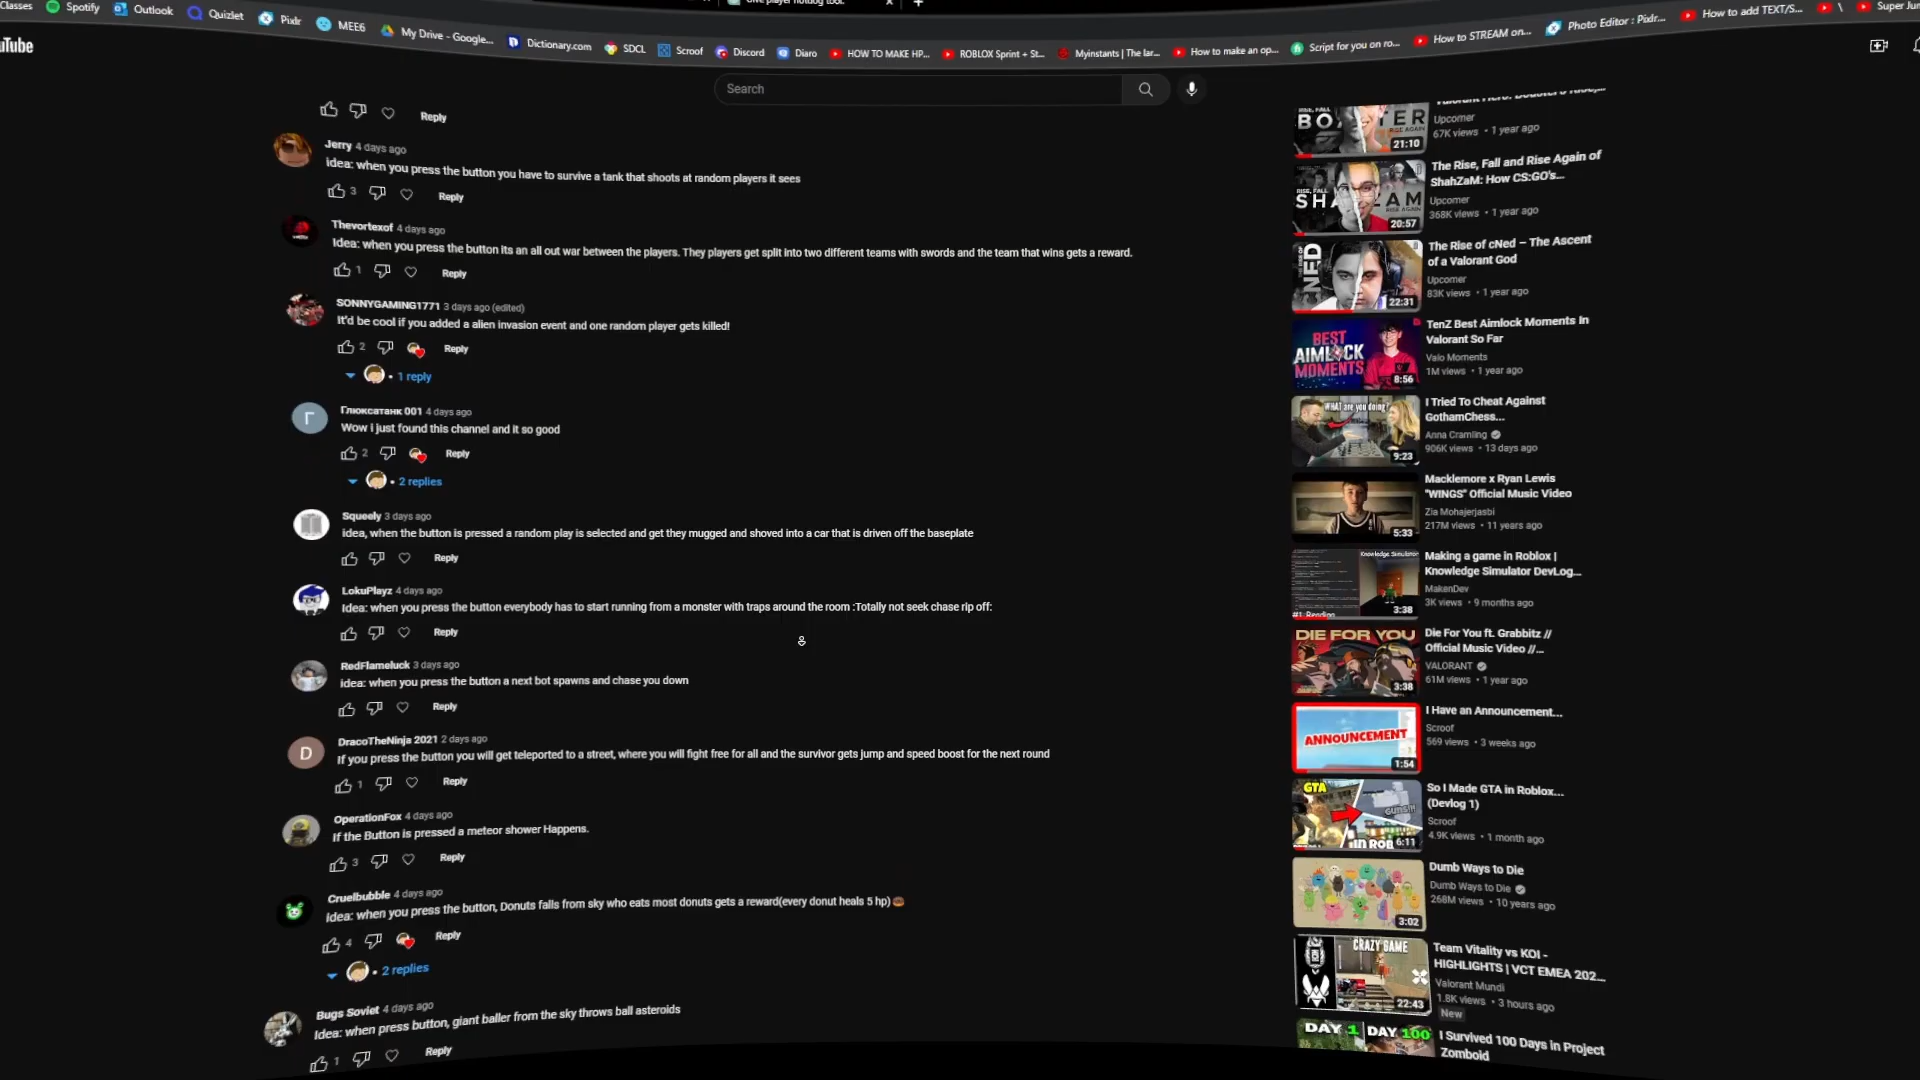 Classes
Spotify
Outlook
Quizlet
Pixlr
MEE6
My Drive - Google...
Dictionary.com
SDCL
Scroof
Discord
Diaro
HOW TO MAKE HP...
ROBLOX Sprint + St...
Myinstants | The lar...
How to make an op...
Script for you on ro...
How to STREAM on...
Photo Editor : Pixlr...
How to add TEXT/S...
\
Search
Reply
Jerry 4 days ago
Idea: when you press the button you have to survive a tank that shoots at random players it sees
3 Reply
Thevortexof 4 days ago
Idea: when you press the button its an all out war between the players. They players get split into two different teams with swords and the team that wins gets a reward.
1 Reply
SONNYGAMING1771 3 days ago (edited)
It'd be cool if you added a alien invasion event and one random player gets killed!
2 Reply
• 1 reply
Г
Глюксатанк 001 4 days ago
Wow i just found this channel and it so good
2 Reply
• 2 replies
Squeely 3 days ago
idea, when the button is pressed a random play is selected and get they mugged and shoved into a car that is driven off the baseplate
Reply
LokuPlayz 4 days ago
Idea: when you press the button everybody has to start running from a monster with traps around the room :Totally not seek chase rip off:
Reply
RedFlameluck 3 days ago
idea: when you press the button a next bot spawns and chase you down
Reply
D
DracoTheNinja 2021 2 days ago
If you press the button you will get teleported to a street, where you will fight free for all and the survivor gets jump and speed boost for the next round
1 Reply
OperationFox 4 days ago
If the Button is pressed a meteor shower Happens.
3 Reply
Cruelbubble 4 days ago
Idea: when you press the button, Donuts falls from sky who eats most donuts gets a reward(every donut heals 5 hp) 🍩
4 Reply
• 2 replies
Bugs Soviet 4 days ago
Idea: when press button, giant baller from the sky throws ball asteroids
1 Reply
21:10
Upcomer
67K views • 1 year ago
20:57
The Rise, Fall and Rise Again of
ShahZaM: How CS:GO's...
Upcomer
368K views • 1 year ago
22:31
The Rise of cNed – The Ascent
of a Valorant God
Upcomer
83K views • 1 year ago
BEST
AIMLOCK
MOMENTS
8:56
TenZ Best Aimlock Moments In
Valorant So Far
Valo Moments
1M views • 1 year ago
WHAT are you doing?
9:23
I Tried To Cheat Against
GothamChess...
Anna Cramling
906K views • 13 days ago
5:33
Macklemore x Ryan Lewis
"WINGS" Official Music Video
Zia Mohajerjasbi
217M views • 11 years ago
Knowledge Simulator
#1: Reading
3:38
Making a game in Roblox |
Knowledge Simulator DevLog...
MakenDev
3K views • 9 months ago
DIE FOR YOU
3:38
Die For You ft. Grabbitz //
Official Music Video //...
VALORANT
61M views • 1 year ago
ANNOUNCEMENT
1:54
I Have an Announcement...
Scroof
569 views • 3 weeks ago
GTA
GUNS!!!
6:11
So I Made GTA in Roblox...
(Devlog 1)
Scroof
4.9K views • 1 month ago
3:02
Dumb Ways to Die
Dumb Ways to Die
268M views • 10 years ago
CRAZY GAME
22:43
Team Vitality vs KOI -
HIGHLIGHTS | VCT EMEA 202...
Valorant Mundi
1.8K views • 3 hours ago
New
DAY 1 DAY 100
I Survived 100 Days in Project
Zomboid